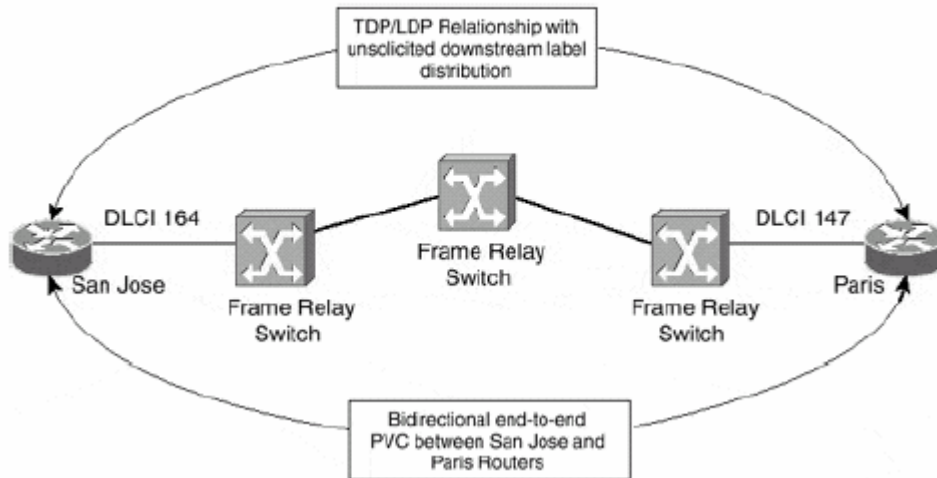 TDP/LDP Relationship with
unsolicited downstream label
distribution
DLCI 164
DLCI 147
San Jose
Frame Relay
Switch
Frame Relay
Switch
Frame Relay
Switch
Paris
Bidirectional end-to-end
PVC between San Jose and
Paris Routers